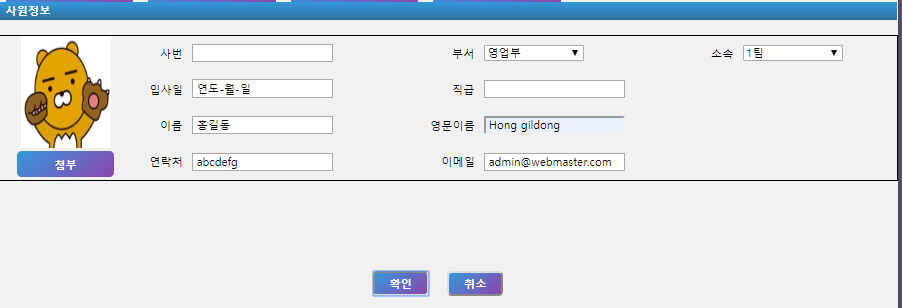 사원정보
사번 부서 영업부 소속 1팀
입사일 연도-월-일 직급
이름 홍길동 영문이름 Hong gildong
연락처 abcdefg 이메일 admin@webmaster.com
첨부
확인 취소